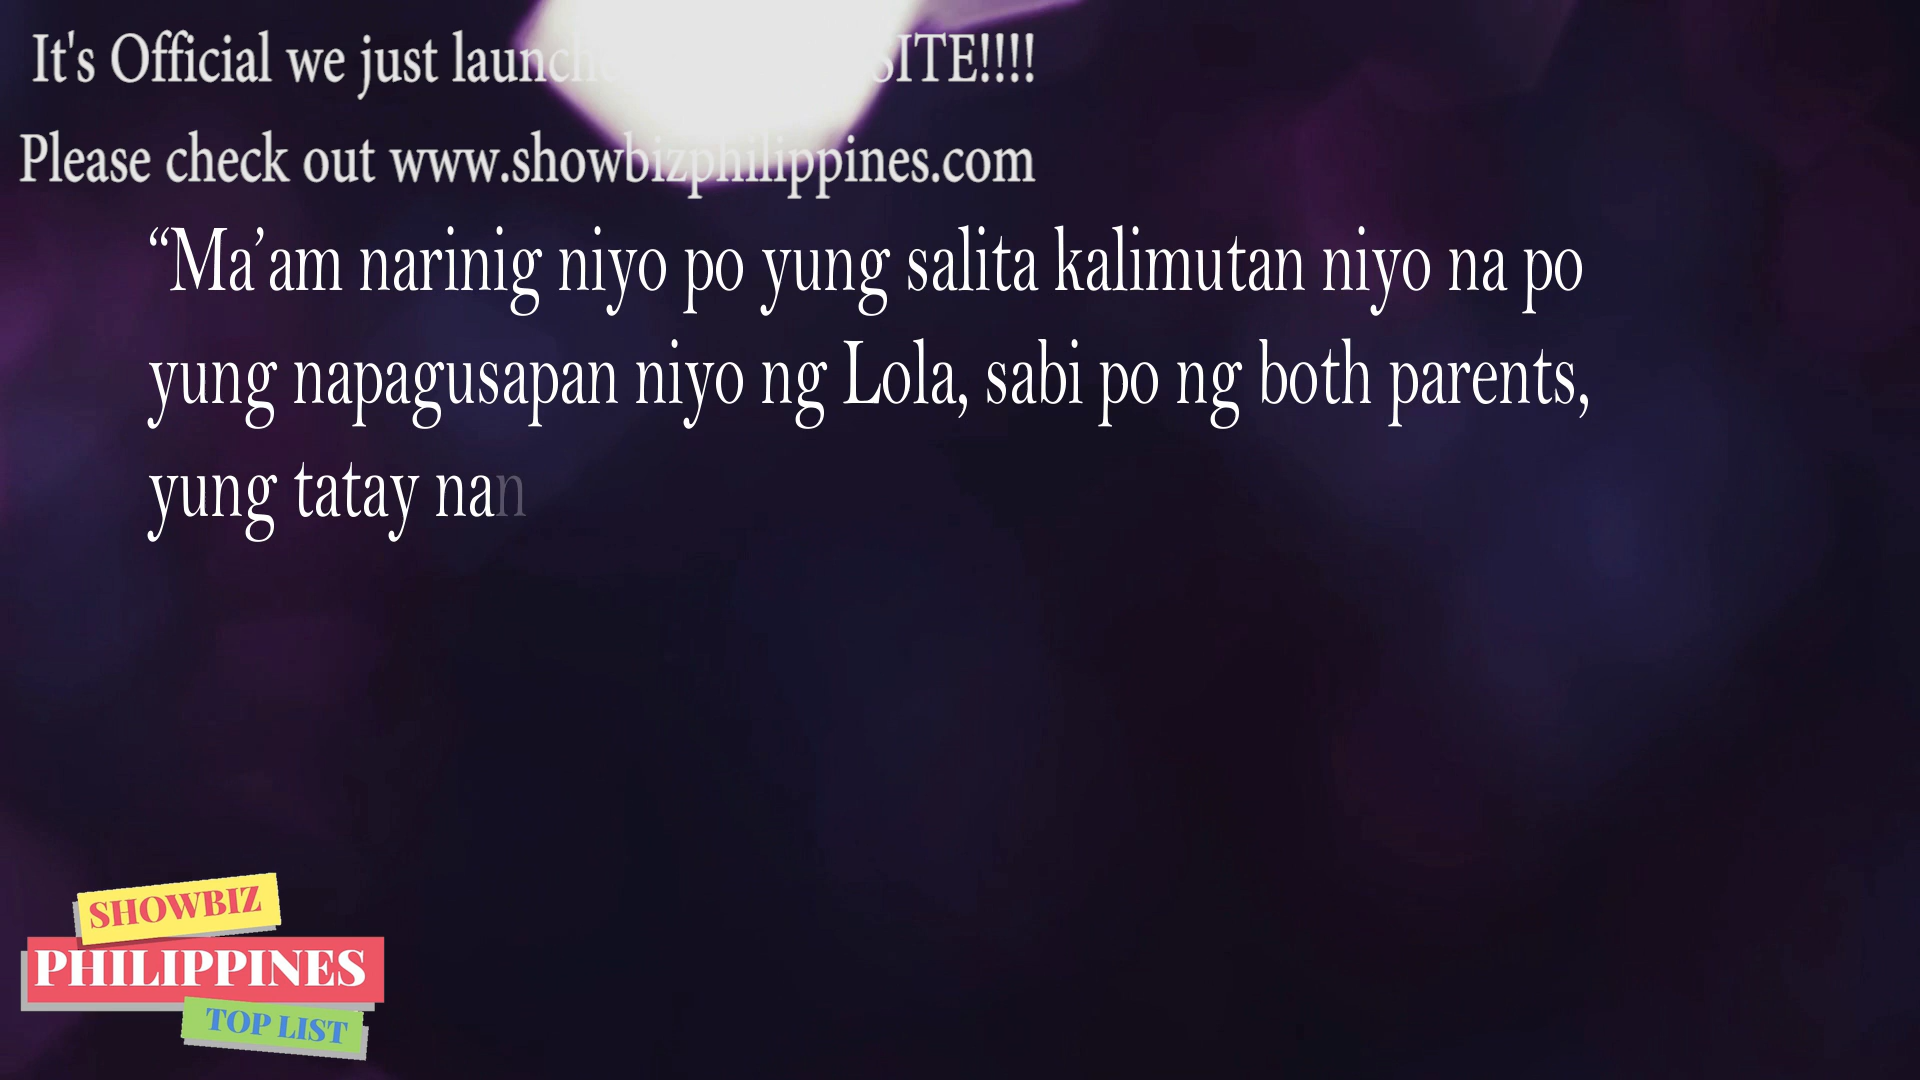 It's Official we just SITE!!!!
Please check out www.showbizphilippines.com
“Ma’am narinig niyo po yung salita kalimutan niyo na po
yung napagusapan niyo ng Lola, sabi po ng both parents,
yung tatay nan
SHOWBIZ
PHILIPPINES
TOP LIST